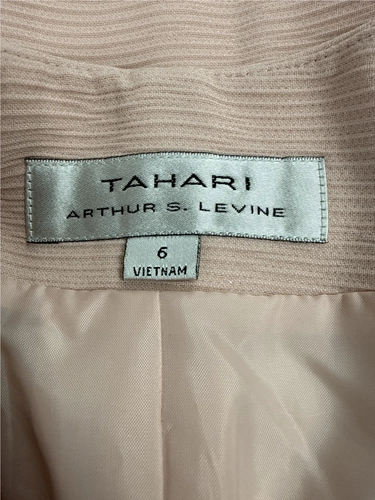 TAHARI
ARTHUR S. LEVINE
6
VIETNAM